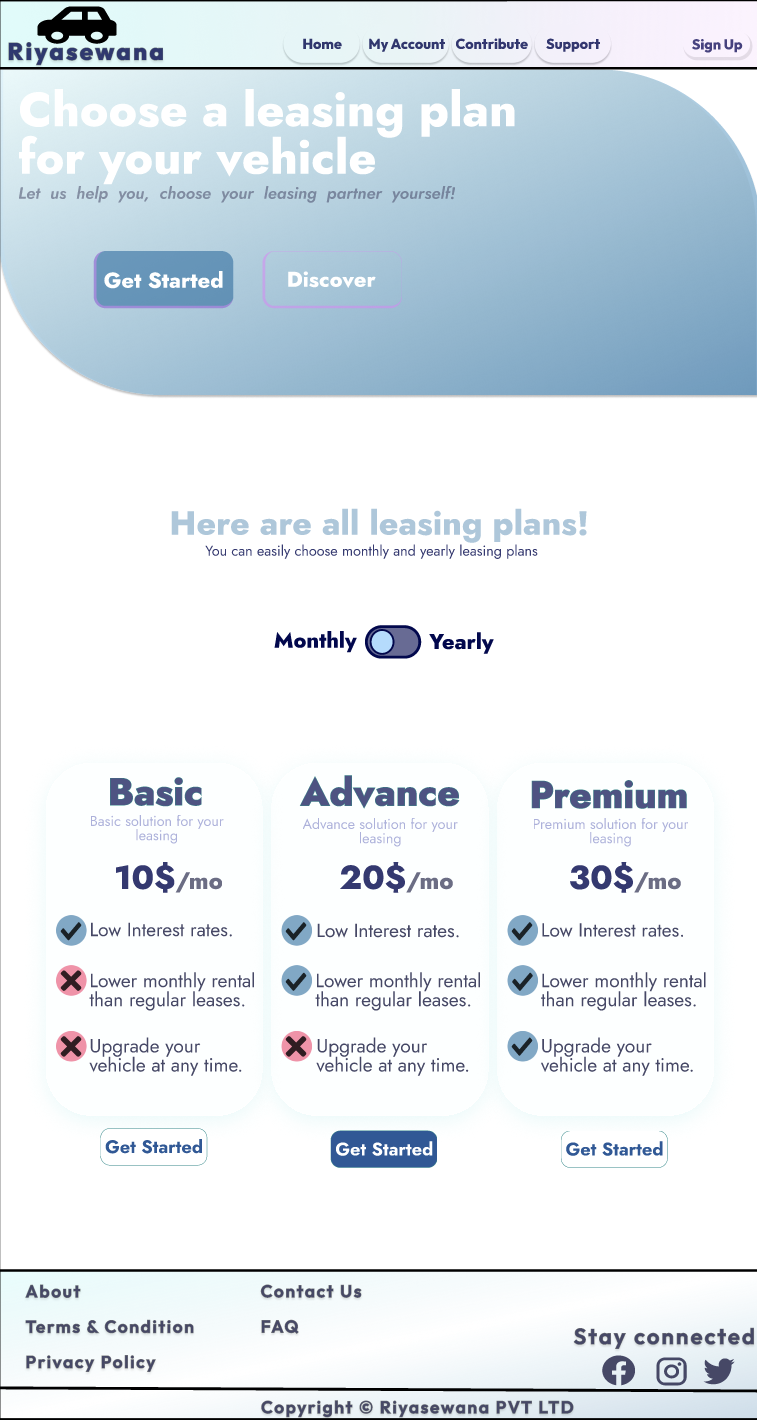 Riyasewana
Home My Account Contribute Support Sign Up
Choose a leasing plan
for your vehicle
Let us help you, choose your leasing partner yourself!
Get Started Discover
Here are all leasing plans!
You can easily choose monthly and yearly leasing plans
Monthly Yearly
Basic
Basic solution for your
leasing
10$/mo
Low Interest rates.
Lower monthly rental
than regular leases.
Upgrade your
vehicle at any time.
Get Started
Advance
Advance solution for your
leasing
20$/mo
Low Interest rates.
Lower monthly rental
than regular leases.
Upgrade your
vehicle at any time.
Get Started
Premium
Premium solution for your
leasing
30$/mo
Low Interest rates.
Lower monthly rental
than regular leases.
Upgrade your
vehicle at any time.
Get Started
About
Terms & Condition
Privacy Policy
Contact Us
FAQ
Stay connected
Copyright © Riyasewana PVT LTD